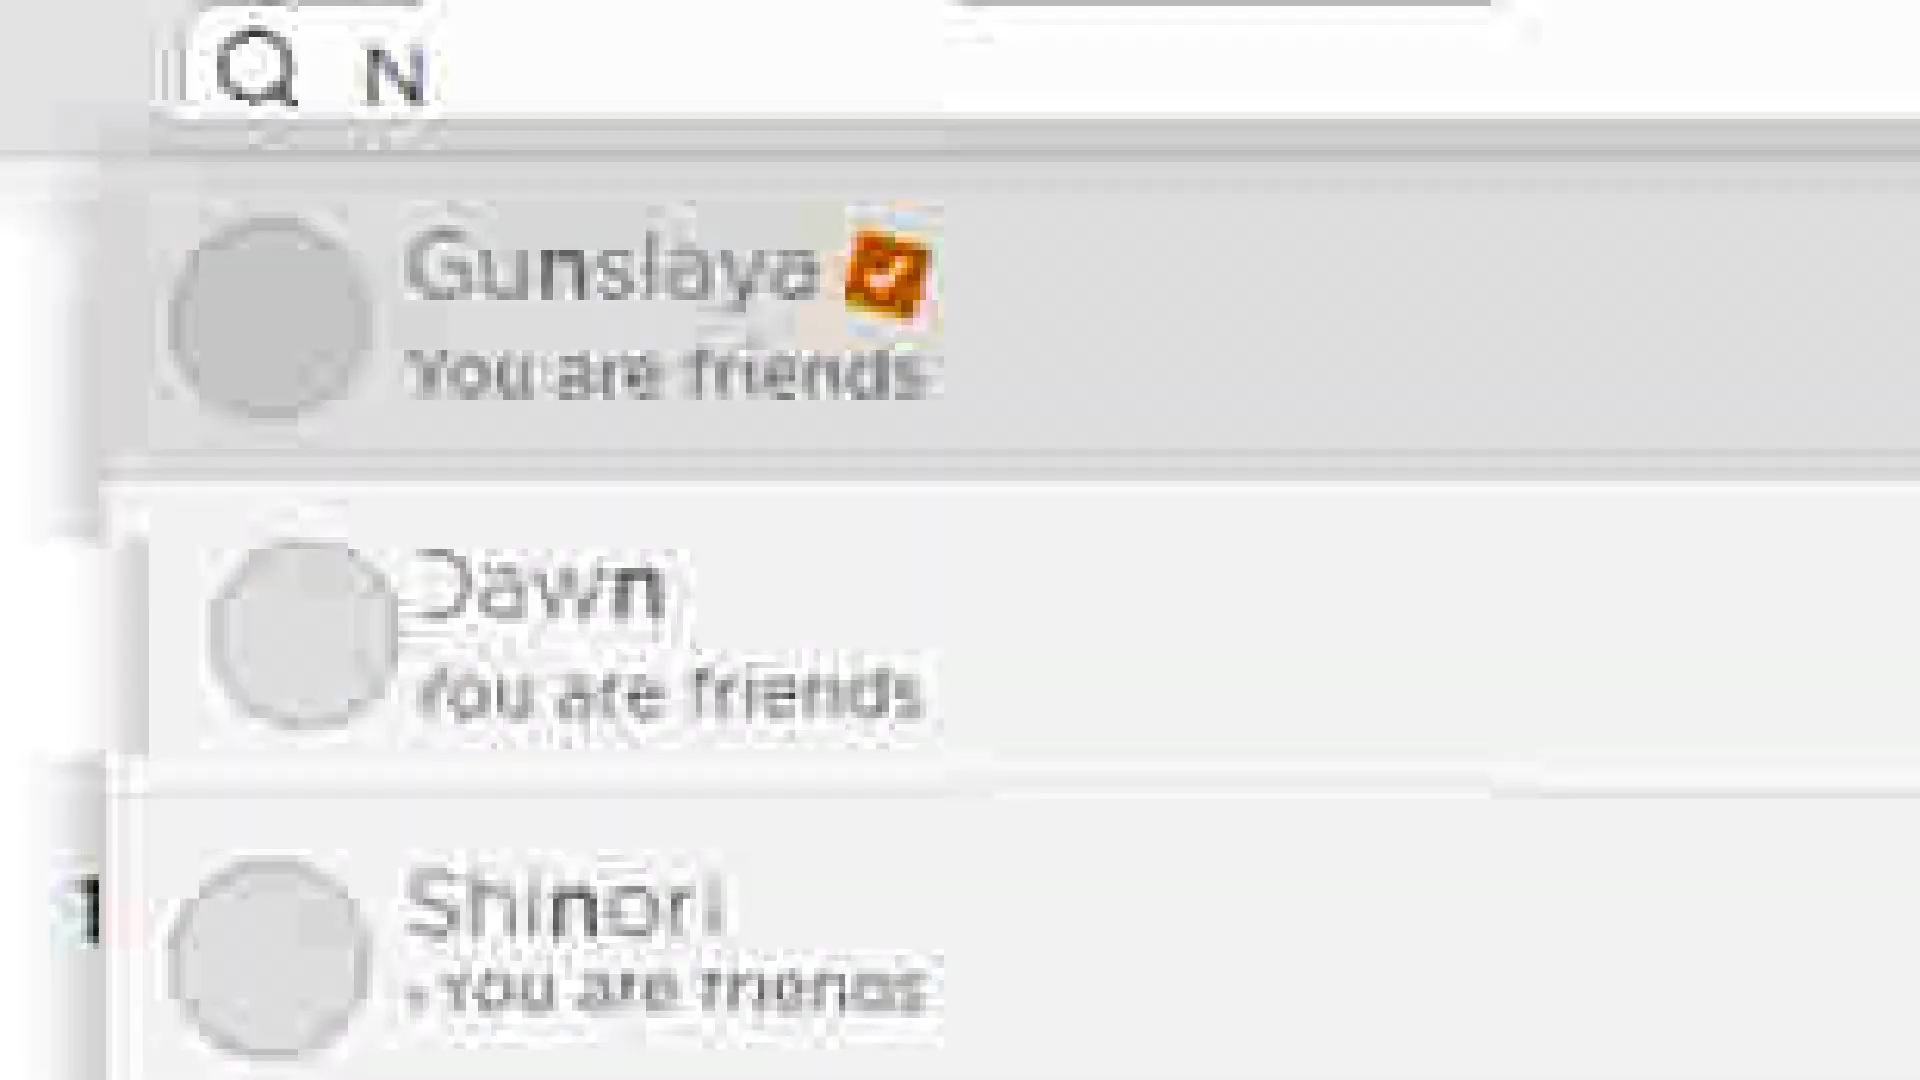 N
Gunslaya
You are friends
Dawn
You are friends
Shinori
You are friends